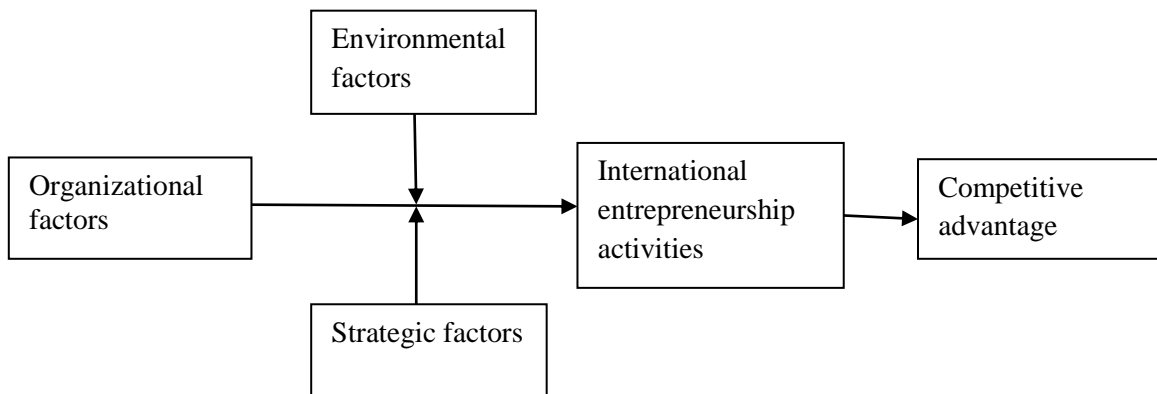 Environmental
factors
Organizational
factors
International
entrepreneurship
activities
Competitive
advantage
Strategic factors